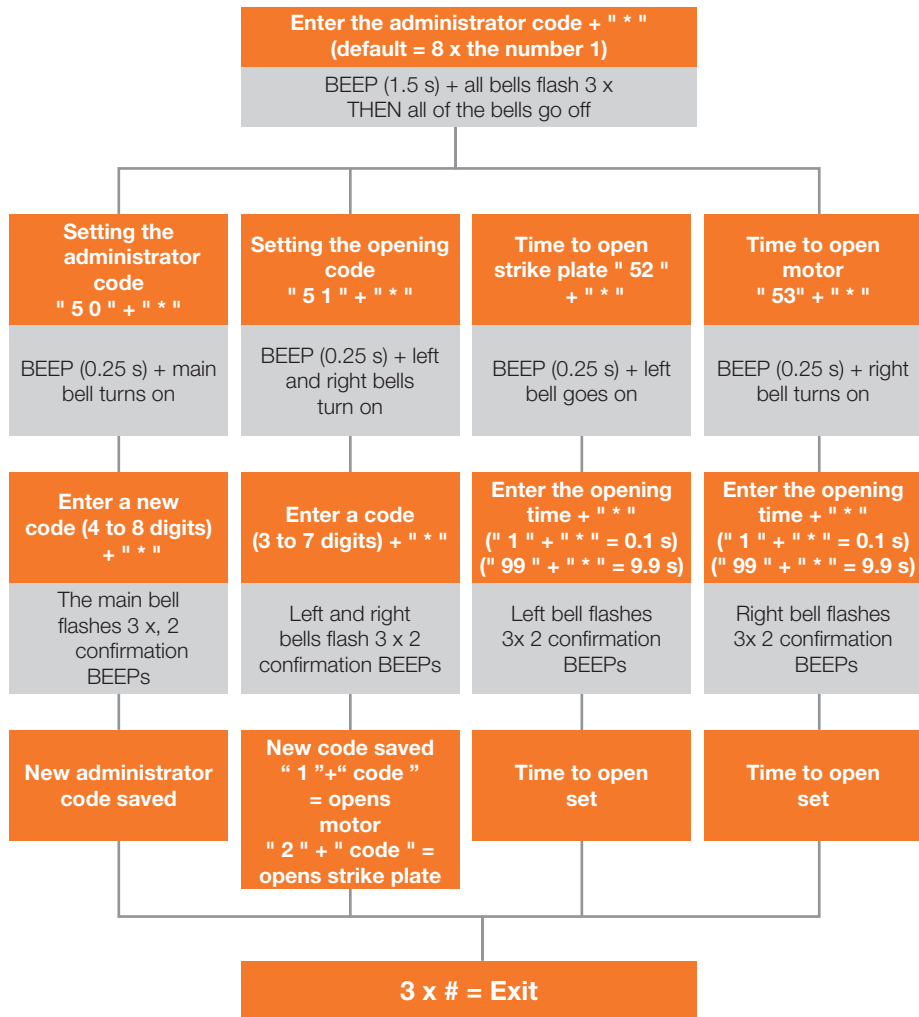 Enter the administrator code + " * "
(default = 8 x the number 1)
BEEP (1.5 s) + all bells flash 3 x
THEN all of the bells go off
Setting the
administrator
code
" 5 0 " + " * "
BEEP (0.25 s) + main
bell turns on
Enter a new
code (4 to 8 digits)
+ " * "
The main bell
flashes 3 x, 2
confirmation
BEEPs
New administrator
code saved
Setting the opening
code
" 5 1 " + " * "
BEEP (0.25 s) + left
and right bells
turn on
Enter a code
(3 to 7 digits) + " * "
Left and right
bells flash 3 x 2
confirmation BEEPs
New code saved
“ 1 ”+“ code ”
= opens
motor
" 2 " + " code " =
opens strike plate
Time to open
strike plate " 52 "
+ " * "
BEEP (0.25 s) + left
bell goes on
Enter the opening
time + " * "
(" 1 " + " * " = 0.1 s)
(" 99 " + " * " = 9.9 s)
Left bell flashes
3x 2 confirmation
BEEPs
Time to open
set
Time to open
motor
" 53" + " * "
BEEP (0.25 s) + right
bell turns on
Enter the opening
time + " * "
(" 1 " + " * " = 0.1 s)
(" 99 " + " * " = 9.9 s)
Right bell flashes
3x 2 confirmation
BEEPs
Time to open
set
3 x # = Exit